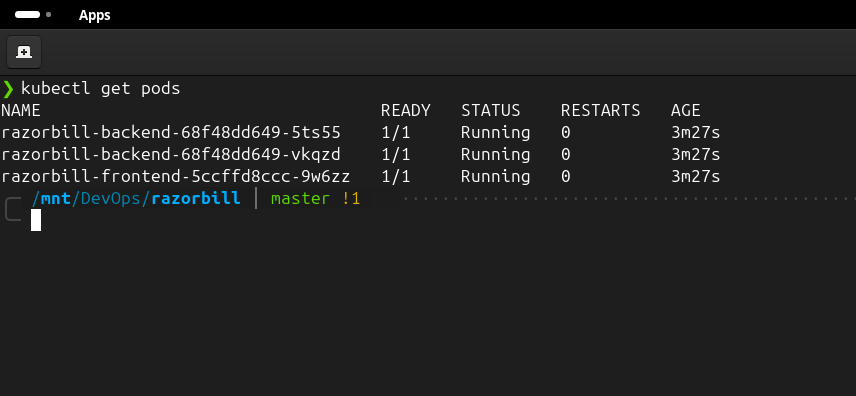 Apps
❯ kubectl get pods
NAME READY STATUS RESTARTS AGE
razorbill-backend-68f48dd649-5ts55 1/1 Running 0 3m27s
razorbill-backend-68f48dd649-vkqzd 1/1 Running 0 3m27s
razorbill-frontend-5ccffd8ccc-9w6zz 1/1 Running 0 3m27s
/mnt/DevOps/razorbill | master !1